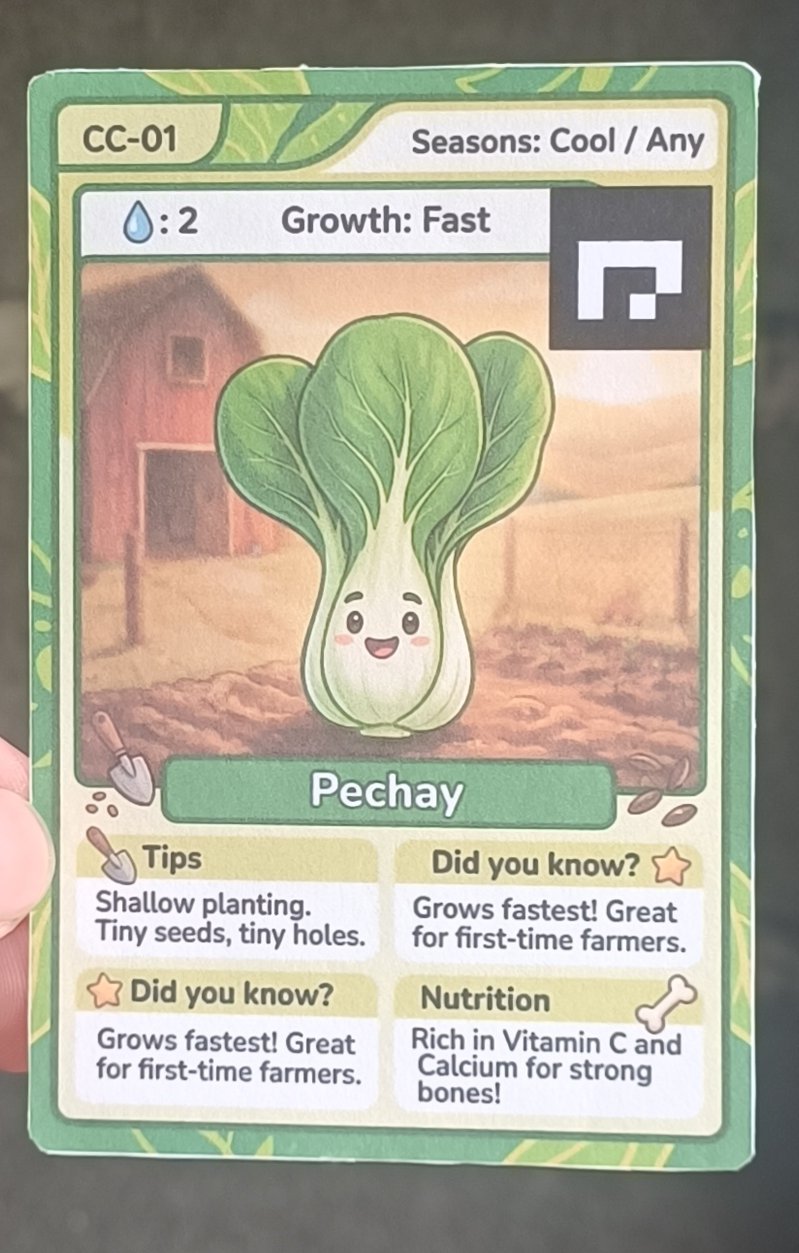 CC-01
Seasons: Cool / Any
: 2
Growth: Fast
Pechay
Tips
Shallow planting.
Tiny seeds, tiny holes.
Did you know?
Grows fastest! Great
for first-time farmers.
Did you know?
Grows fastest! Great
for first-time farmers.
Nutrition
Rich in Vitamin C and
Calcium for strong
bones!